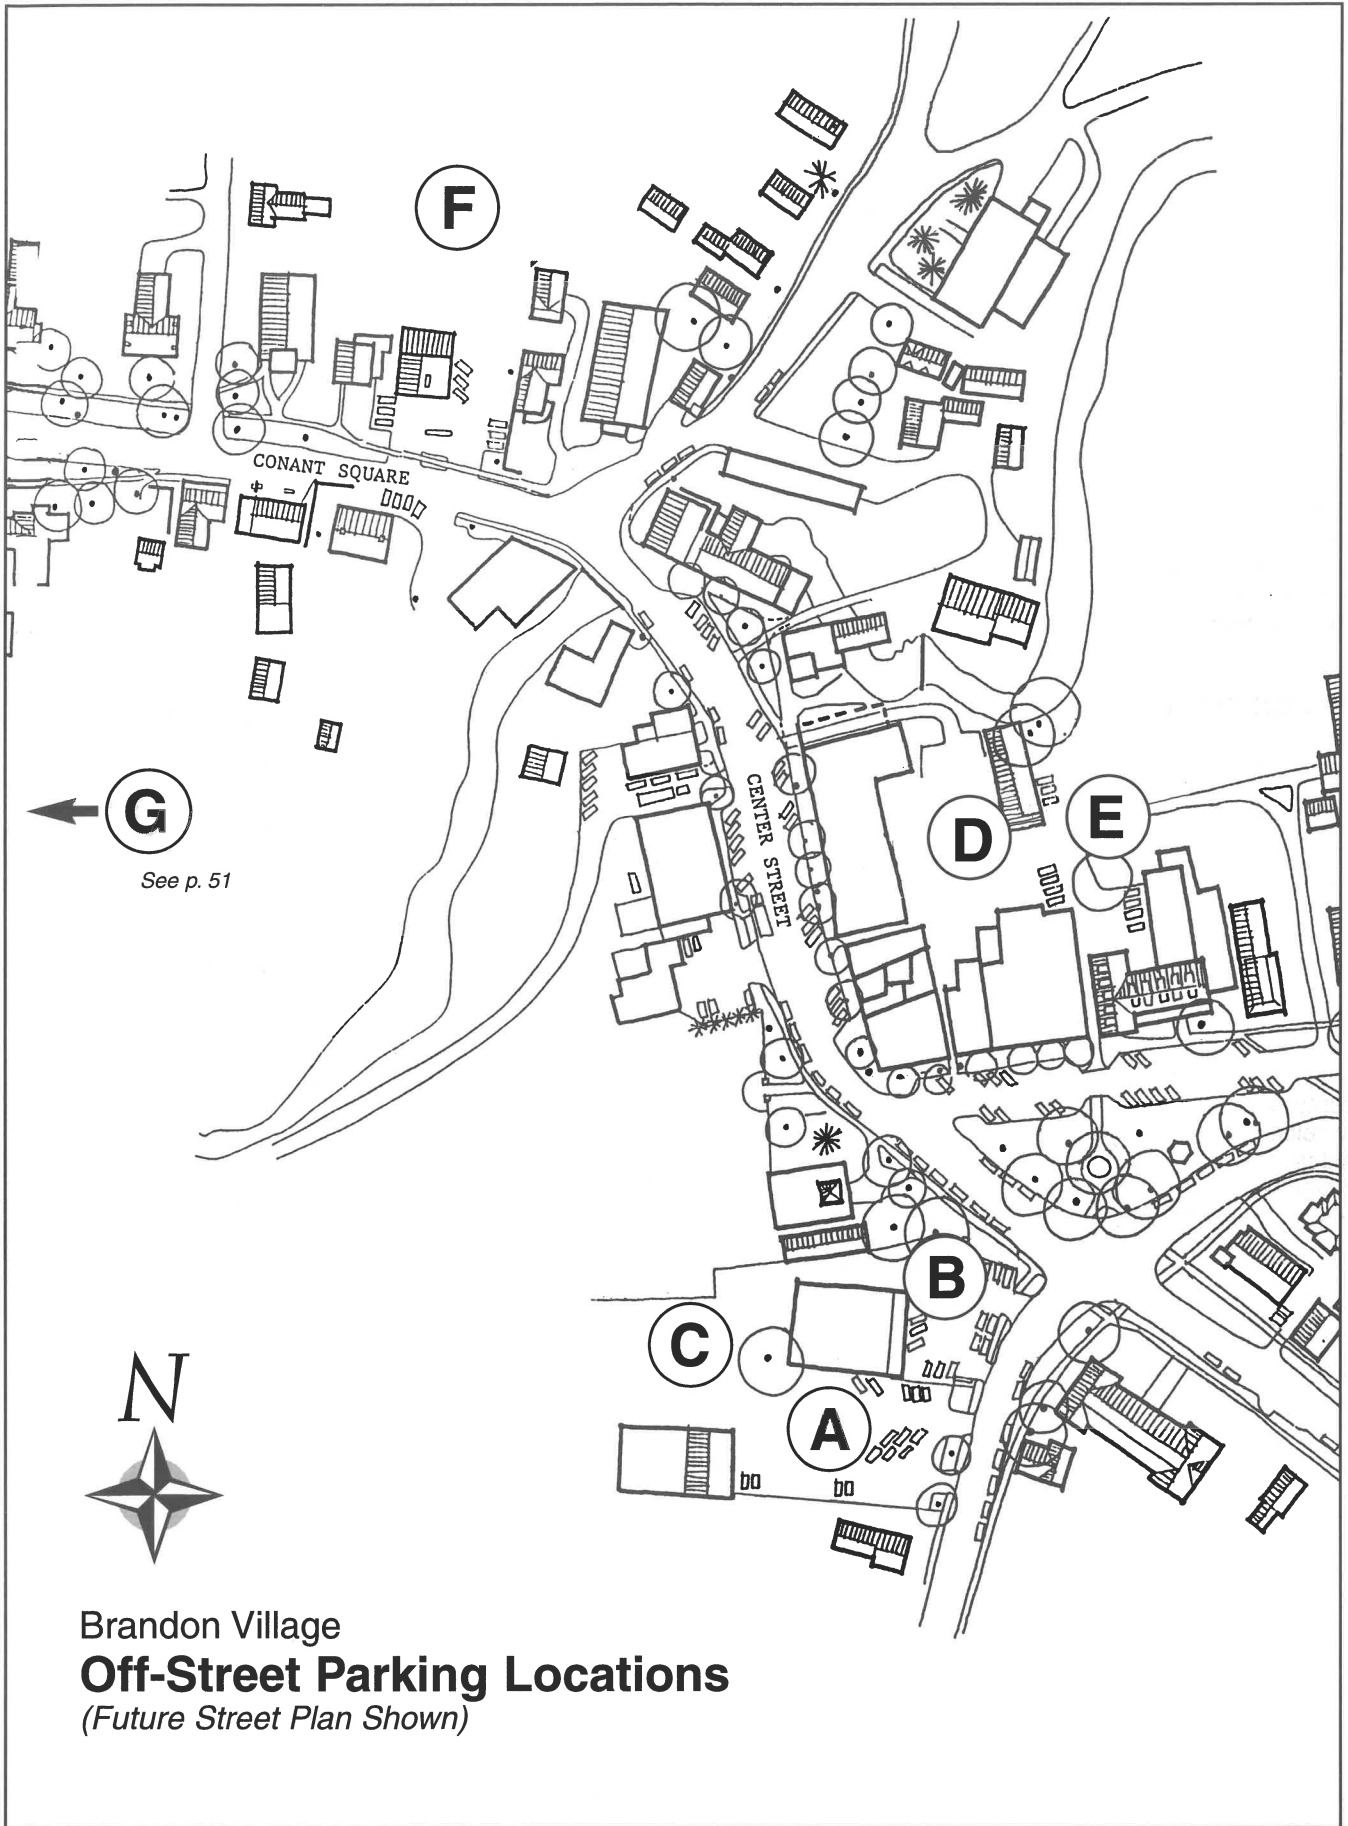 F
CONANT SQUARE
CENTER STREET
G
See p. 51
D
E
B
C
A
N
Brandon Village
Off-Street Parking Locations
(Future Street Plan Shown)